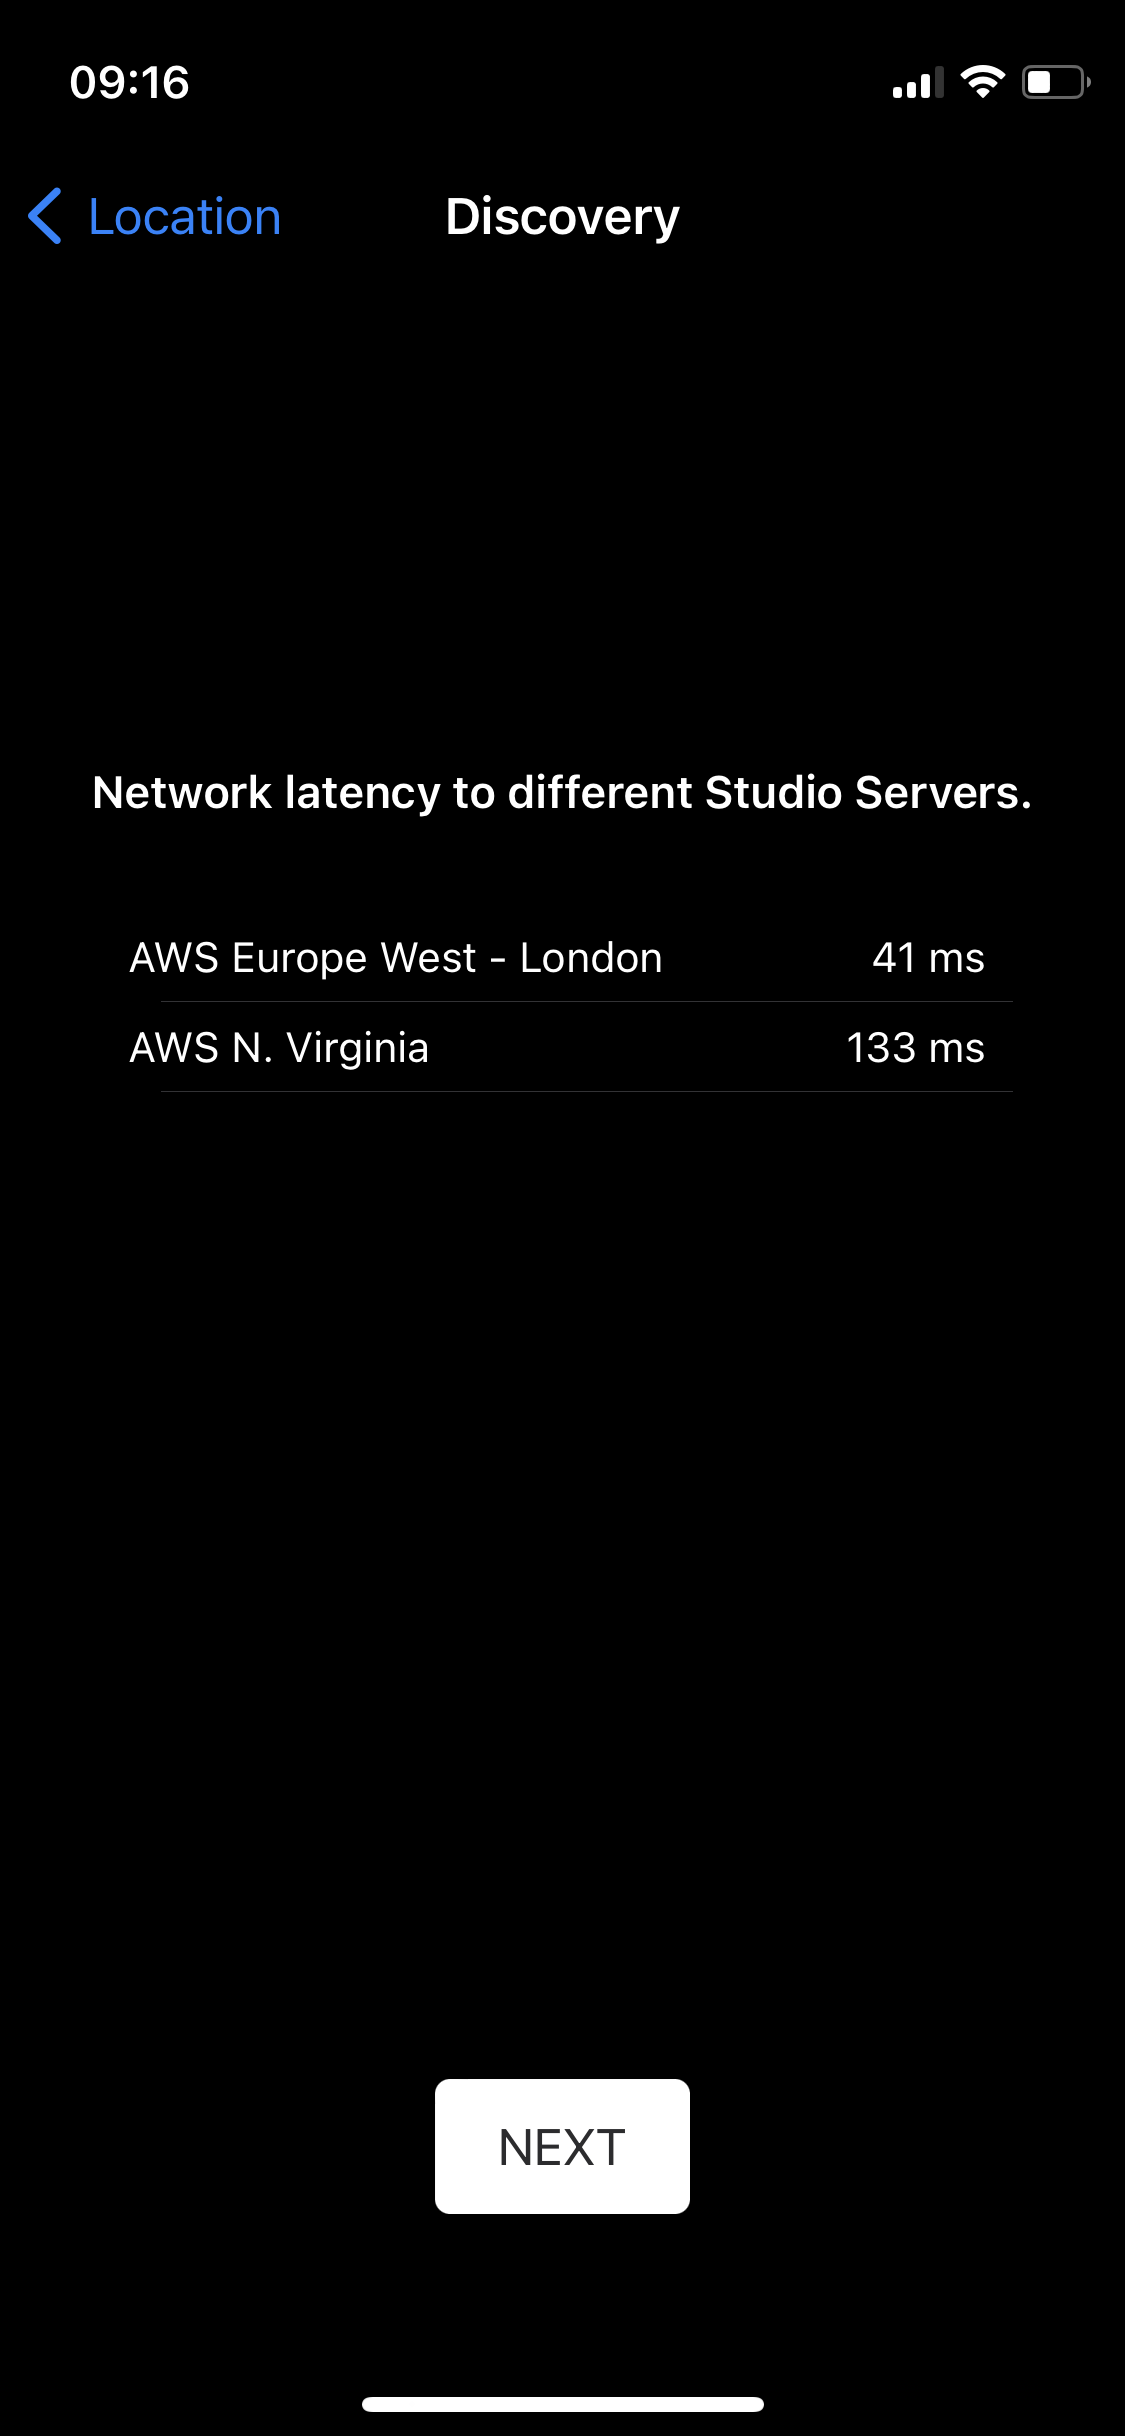 09:16
Location
Discovery
Network latency to different Studio Servers.
AWS Europe West - London 41 ms
AWS N. Virginia 133 ms
NEXT